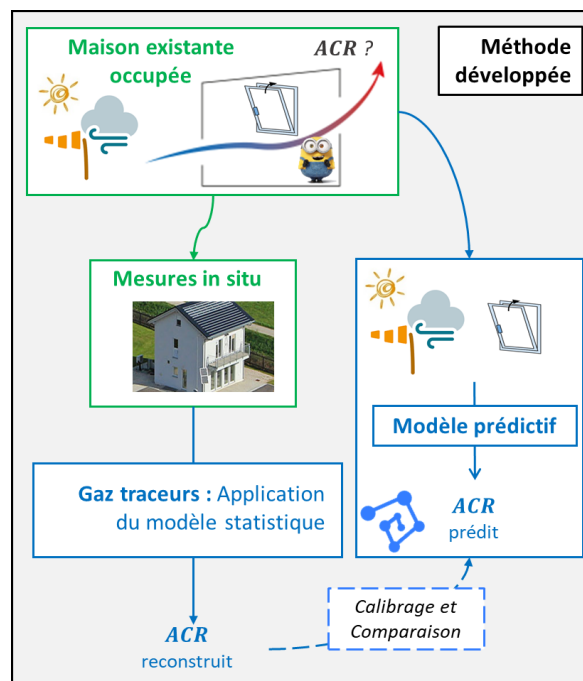 Maison existante
occupée
ACR ?
Méthode
développée
Mesures in situ
Gaz traceurs : Application
du modèle statistique
ACR
reconstruit
Modèle prédictif
ACR
prédit
Calibrage et
Comparaison